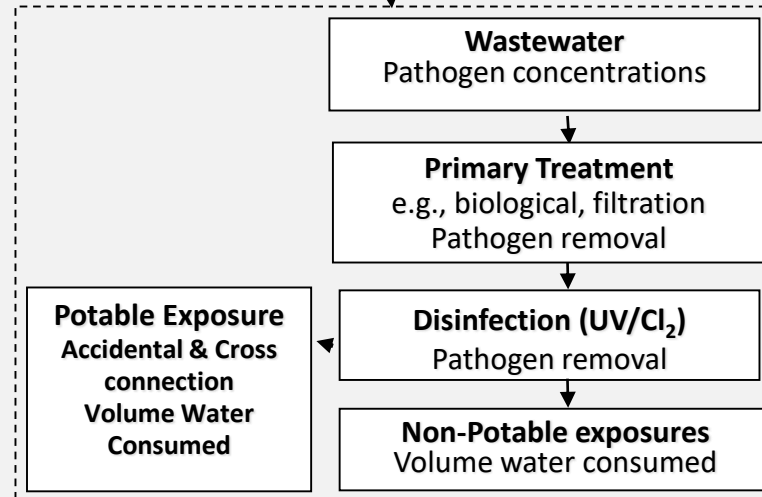 Wastewater
Pathogen concentrations
Primary Treatment
e.g., biological, filtration
Pathogen removal
Disinfection (UV/Cl₂)
Pathogen removal
Potable Exposure
Accidental & Cross
connection
Volume Water
Consumed
Non-Potable exposures
Volume water consumed